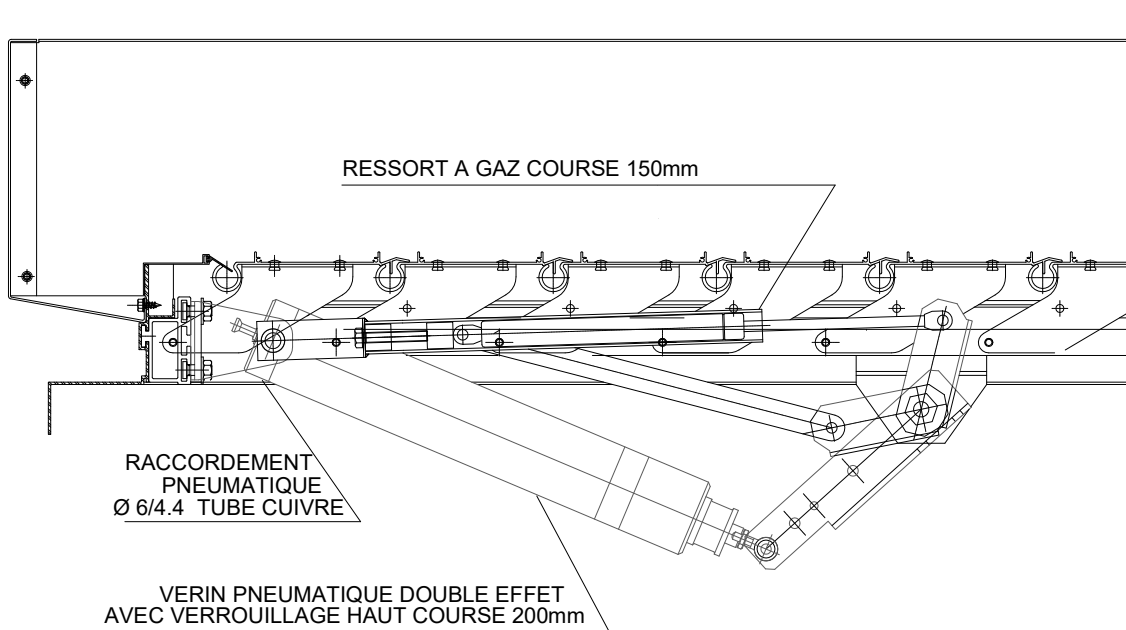 RESSORT A GAZ COURSE 150mm
RACCORDEMENT
PNEUMATIQUE
Ø 6/4.4 TUBE CUIVRE
VERIN PNEUMATIQUE DOUBLE EFFET
AVEC VERROUILLAGE HAUT COURSE 200mm